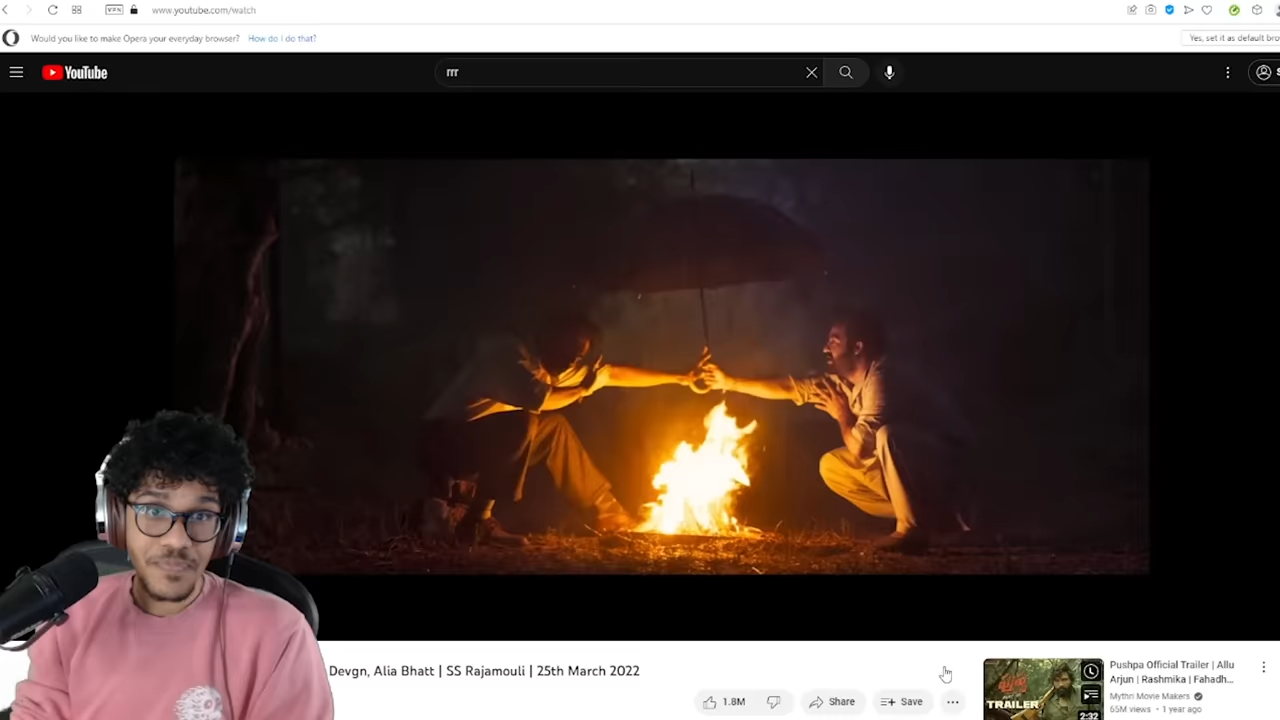 VPN
www.youtube.com/watch
Would you like to make Opera your everyday browser? How do I do that?
Yes, set it as default bro
YouTube
rrr
S
Devgn, Alia Bhatt | SS Rajamouli | 25th March 2022
1.8M
Share
Save
TRAILER
2:32
Pushpa Official Trailer | Allu
Arjun | Rashmika | Fahadh...
Mythri Movie Makers
65M views • 1 year ago